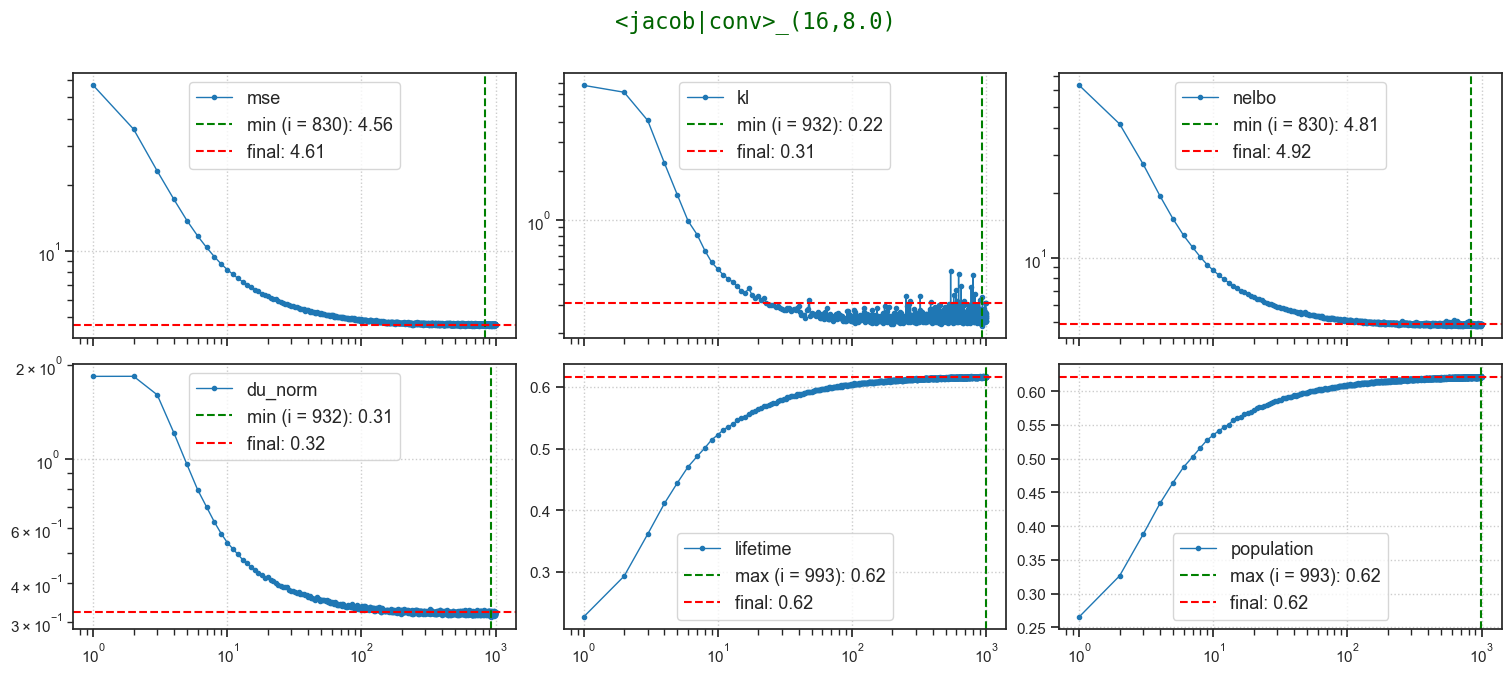 <jacob|conv>_(16,8.0)
mse
min (i = 830): 4.56
final: 4.61
10¹
kl
min (i = 932): 0.22
final: 0.31
10⁰
nelbo
min (i = 830): 4.81
final: 4.92
10¹
du_norm
min (i = 932): 0.31
final: 0.32
2 × 10⁰
10⁰
6 × 10⁻¹
4 × 10⁻¹
3 × 10⁻¹
10⁰ 10¹ 10² 10³
lifetime
max (i = 993): 0.62
final: 0.62
0.6
0.5
0.4
0.3
10⁰ 10¹ 10² 10³
population
max (i = 993): 0.62
final: 0.62
0.60
0.55
0.50
0.45
0.40
0.35
0.30
0.25
10⁰ 10¹ 10² 10³